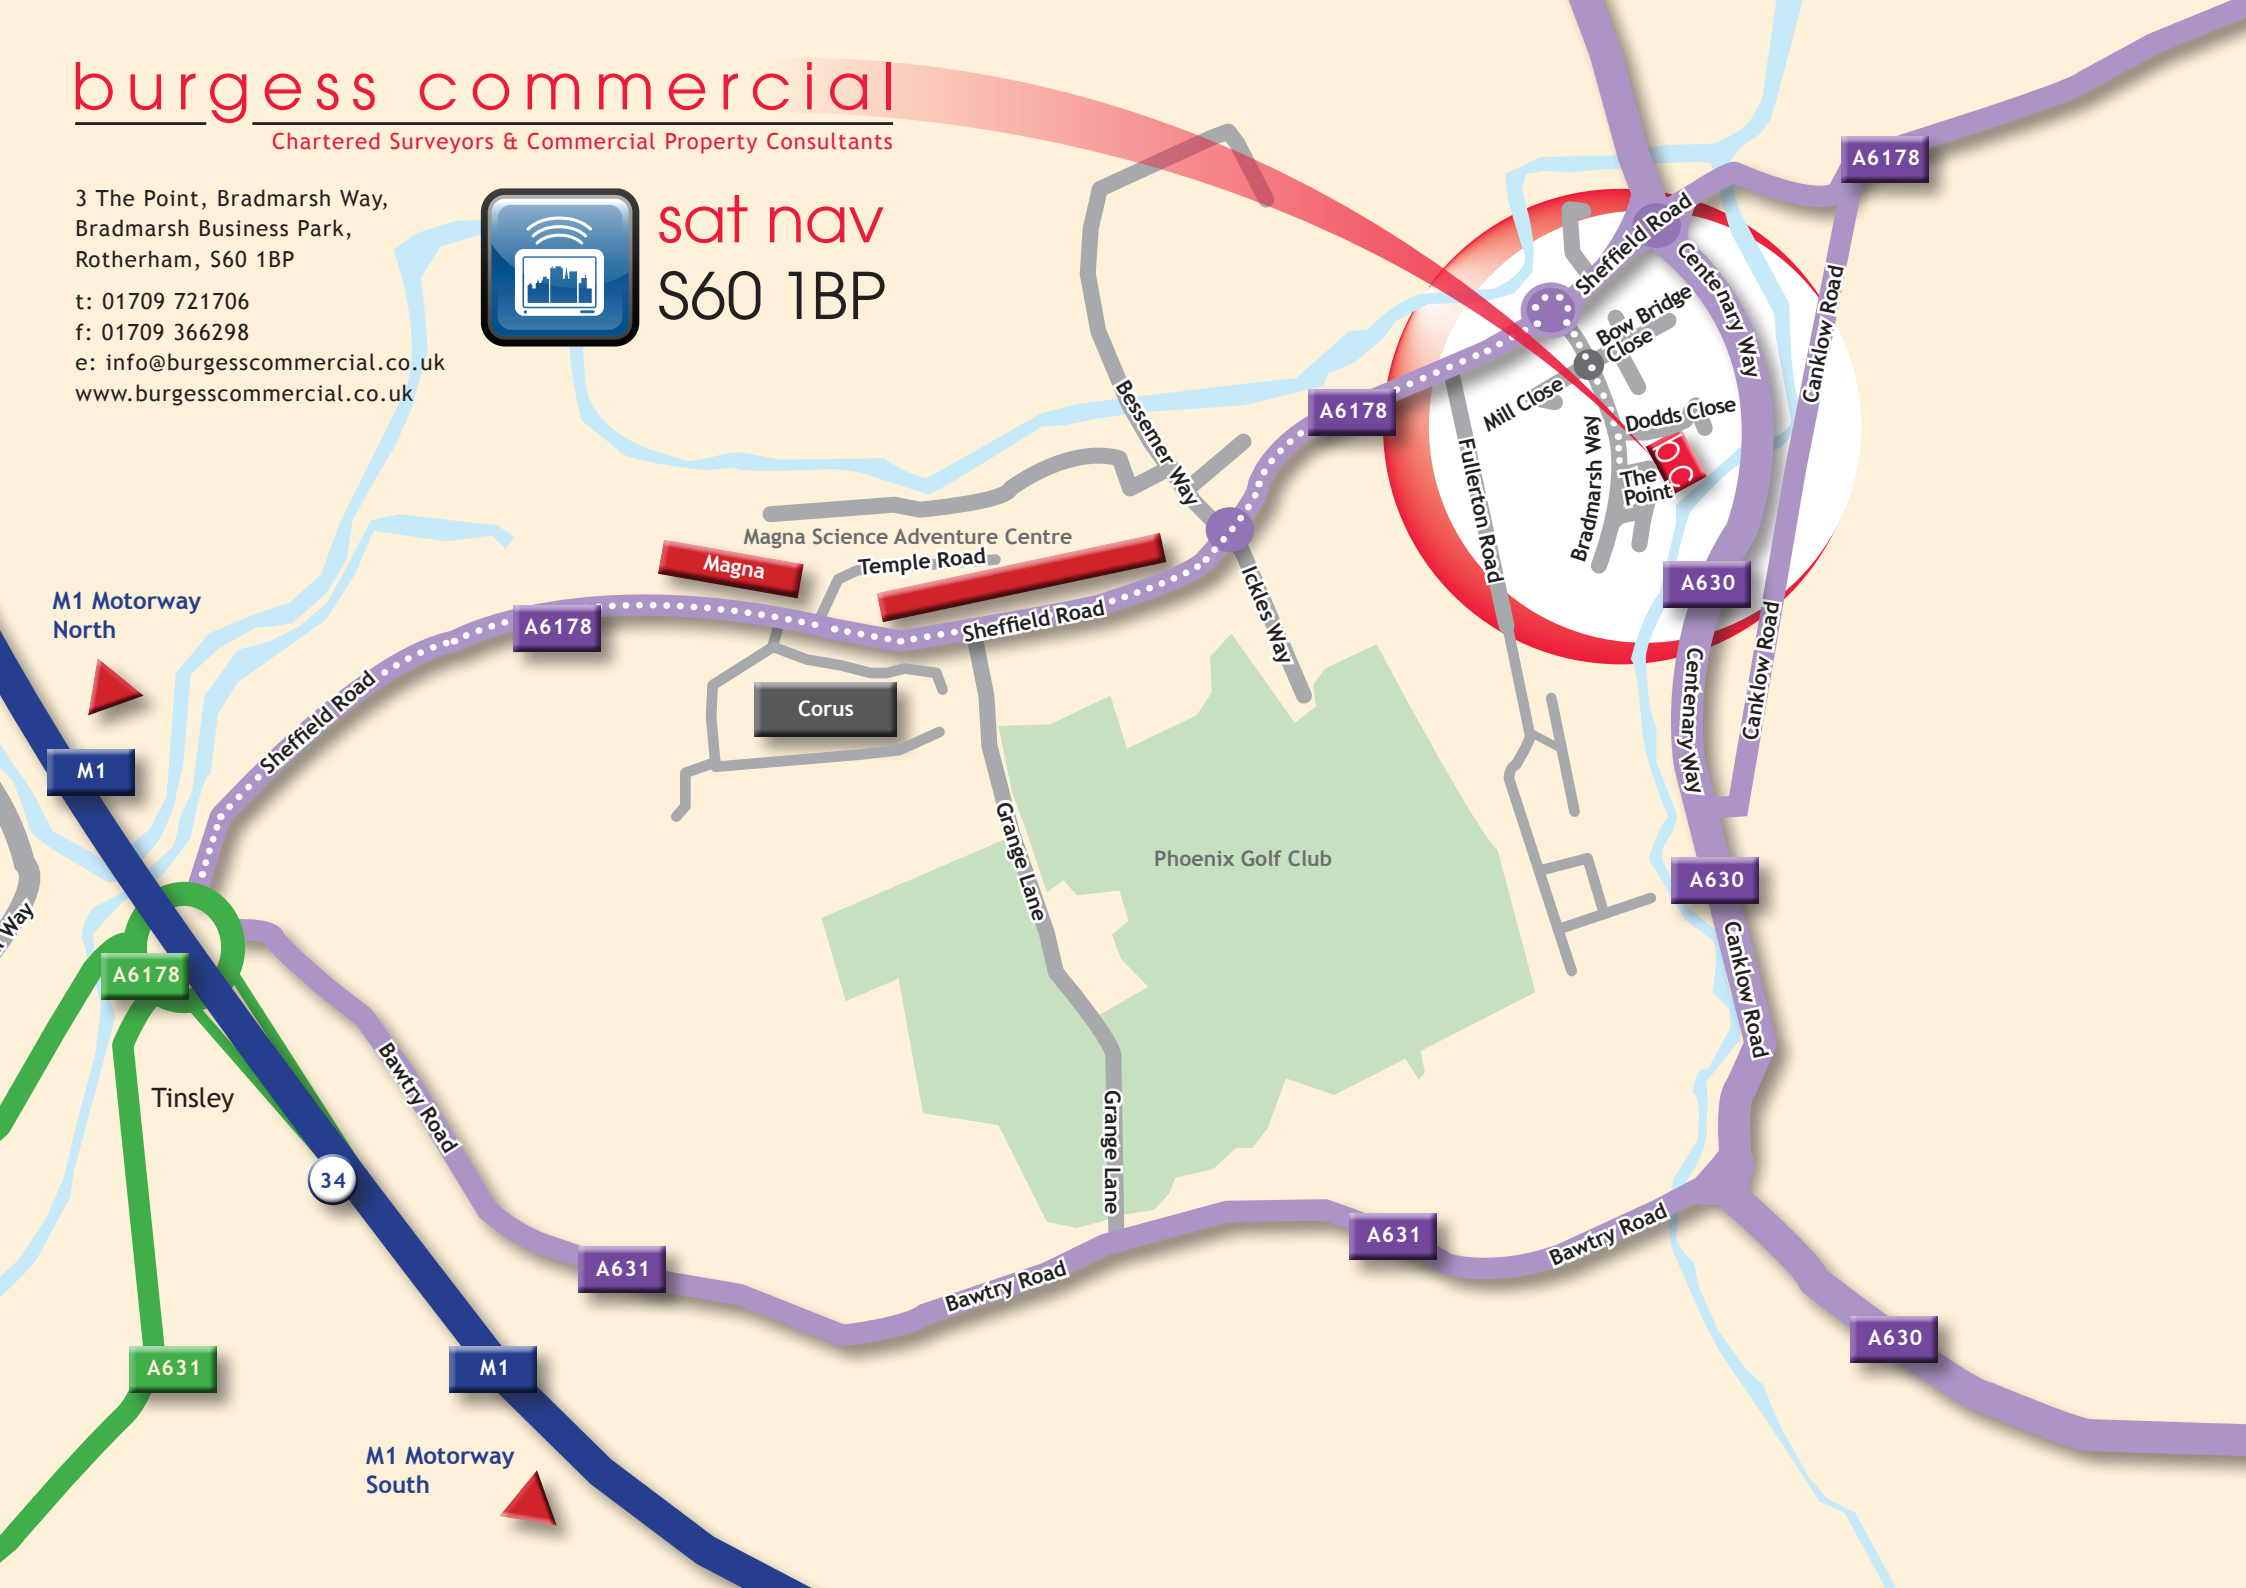 burgess commercial
Chartered Surveyors & Commercial Property Consultants
3 The Point, Bradmarsh Way,
Bradmarsh Business Park,
Rotherham, S60 1BP
t: 01709 721706
f: 01709 366298
e: info@burgesscommercial.co.uk
www.burgesscommercial.co.uk
sat nav
S60 1BP
A6178
Sheffield Road
Centenary Way
Canklow Road
Bow Bridge
Close
Mill Close
Dodds Close
Bradmarsh Way
The
Point
bc
Fullerton Road
A6178
Bessemer Way
Magna Science Adventure Centre
Temple Road
Magna
Sheffield Road
Ickles Way
A6178
A630
M1 Motorway
North
Sheffield Road
Corus
M1
Centenary Way
Canklow Road
Grange Lane
Phoenix Golf Club
A630
Way
A6178
Canklow Road
Tinsley
Bawtry Road
34
Grange Lane
A631
Bawtry Road
A631
Bawtry Road
A630
A631
M1
M1 Motorway
South